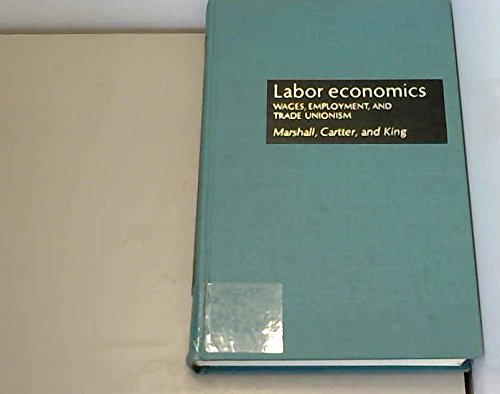 Labor economics
WAGES, EMPLOYMENT, AND
TRADE UNIONISM
Marshall, Cartter, and King